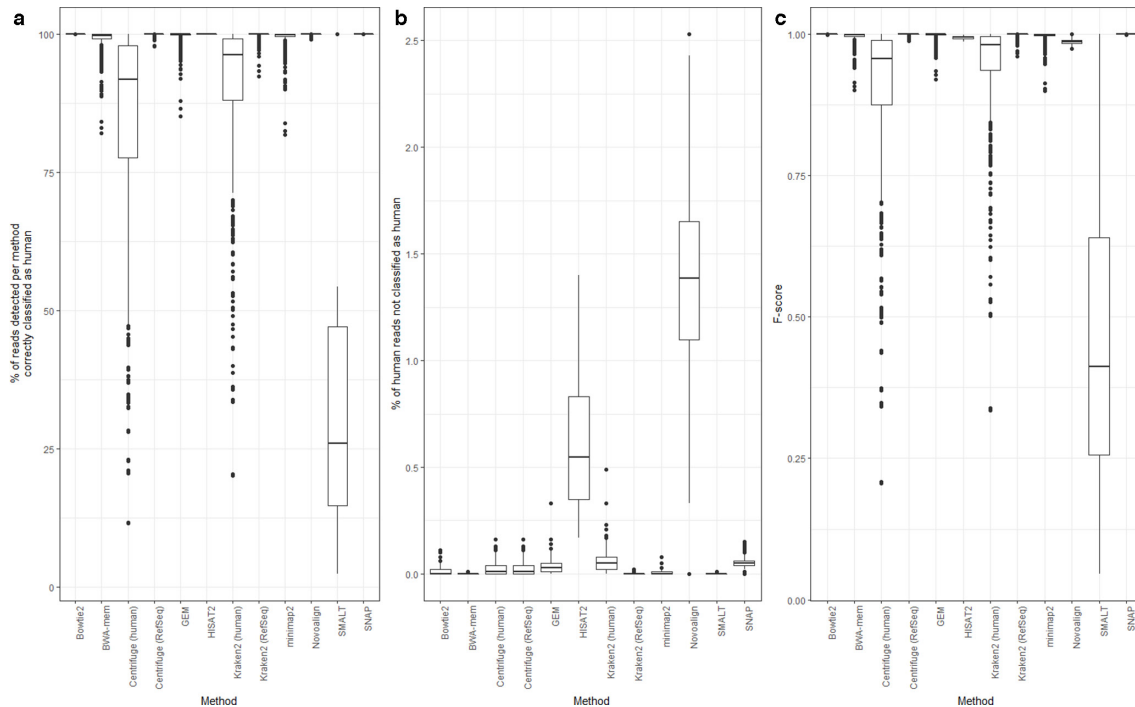 a
% of reads detected per method
correctly classified as human
100
75
50
25
0
Bowtie2
BWA-mem
Centrifuge (human)
Centrifuge (RefSeq)
GEM
HISAT2
Kraken2 (human)
Kraken2 (RefSeq)
minimap2
Novoalign
SMALT
SNAP
Method
b
% of human reads not classified as human
2.5
2.0
1.5
1.0
0.5
0.0
Bowtie2
BWA-mem
Centrifuge (human)
Centrifuge (RefSeq)
GEM
HISAT2
Kraken2 (human)
Kraken2 (RefSeq)
minimap2
Novoalign
SMALT
SNAP
Method
c
F-score
1.00
0.75
0.50
0.25
0.00
Bowtie2
BWA-mem
Centrifuge (human)
Centrifuge (RefSeq)
GEM
HISAT2
Kraken2 (human)
Kraken2 (RefSeq)
minimap2
Novoalign
SMALT
SNAP
Method